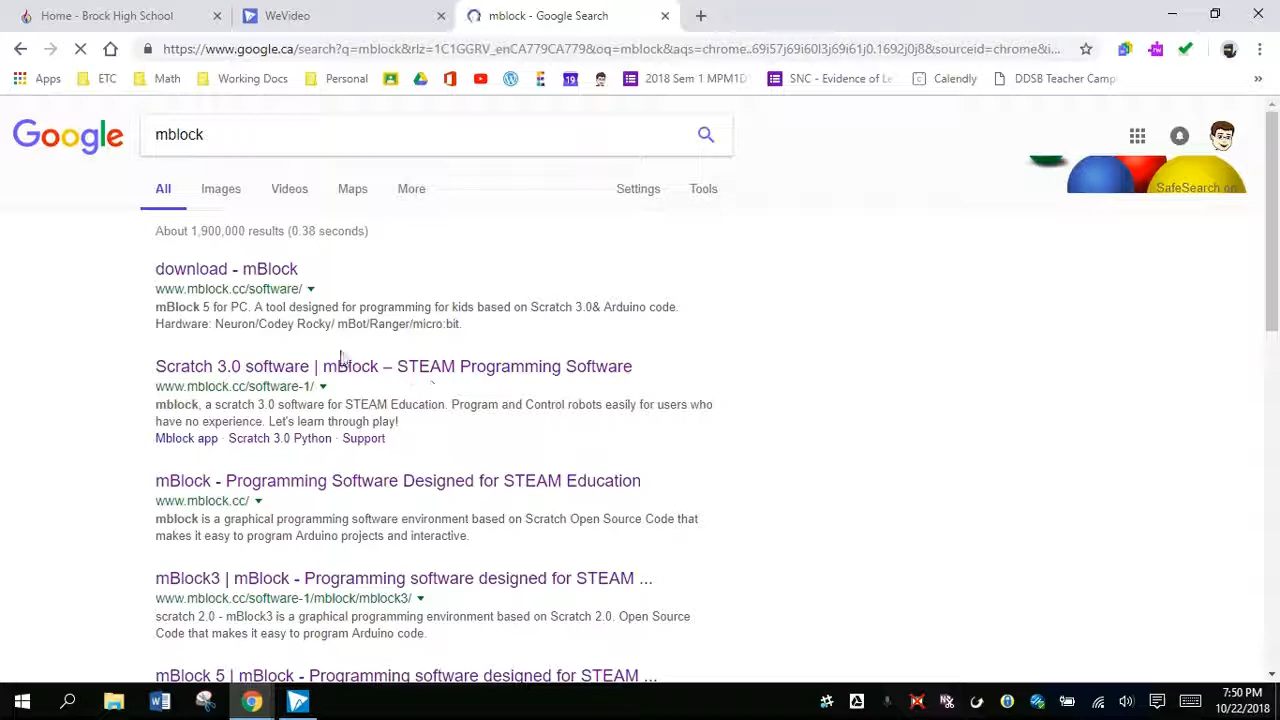 Home - Brock High School
WeVideo
mblock - Google Search
https://www.google.ca/search?q=mblock&rlz=1C1GGRV_enCA779CA779&oq=mblock&aqs=chrome..69i57j69i60l3j69i61j0.1692j0j8&sourceid=chrome&i...
Apps ETC Math Working Docs Personal 19 2018 Sem 1 MPM1D SNC - Evidence of Le Calendly DDSB Teacher Camp
Google
mblock
All Images Videos Maps More Settings Tools
SafeSearch on
About 1,900,000 results (0.38 seconds)
download - mBlock
www.mblock.cc/software/
mBlock 5 for PC. A tool designed for programming for kids based on Scratch 3.0& Arduino code.
Hardware: Neuron/Codey Rocky/ mBot/Ranger/micro:bit.
Scratch 3.0 software | mBlock – STEAM Programming Software
www.mblock.cc/software-1/
mblock, a scratch 3.0 software for STEAM Education. Program and Control robots easily for users who
have no experience. Let's learn through play!
Mblock app · Scratch 3.0 Python · Support
mBlock - Programming Software Designed for STEAM Education
www.mblock.cc/
mblock is a graphical programming software environment based on Scratch Open Source Code that
makes it easy to program Arduino projects and interactive.
mBlock3 | mBlock - Programming software designed for STEAM ...
www.mblock.cc/software-1/mblock/mblock3/
scratch 2.0 - mBlock3 is a graphical programming environment based on Scratch 2.0. Open Source
Code that makes it easy to program Arduino code.
mBlock 5 | mBlock - Programming software designed for STEAM ...
7:50 PM
10/22/2018